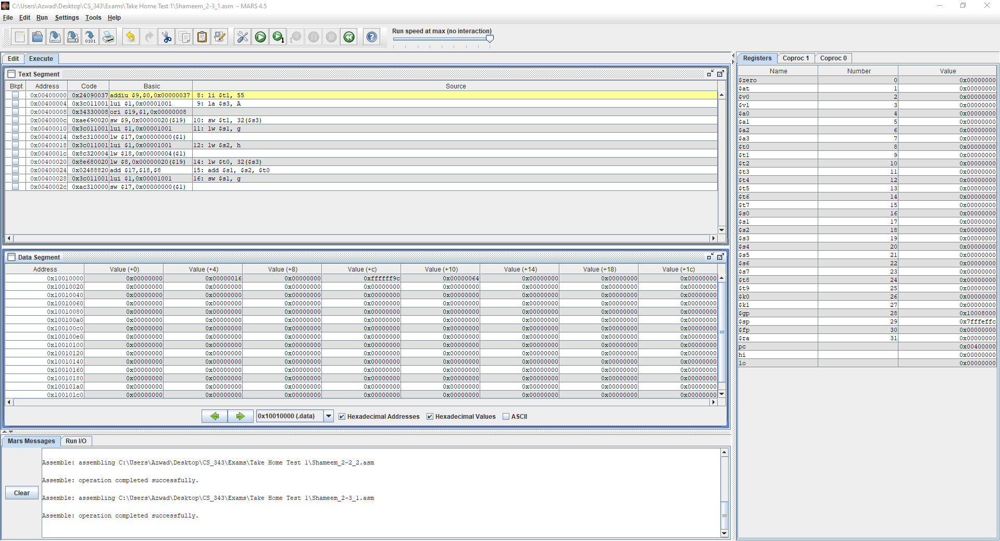 C:\Users\Azwad\Desktop\CS_343\Exams\Take Home Test 1\Shameem_2-3_1.asm - MARS 4.5
File Edit Run Settings Tools Help
Run speed at max (no interaction)
Edit Execute
Text Segment
Bkpt Address Code Basic Source
0x00400000 0x24090037 addiu $9,$0,0x00000037 8: li $t1, 55
0x00400004 0x3c011001 lui $1,0x00001001 9: la $s3, A
0x00400008 0x34330008 ori $19,$1,0x00000008
0x0040000c 0xae690020 sw $9,0x00000020($19) 10: sw $t1, 32($s3)
0x00400010 0x3c011001 lui $1,0x00001001 11: lw $s1, g
0x00400014 0x8c310000 lw $17,0x00000000($1)
0x00400018 0x3c011001 lui $1,0x00001001 12: lw $s2, h
0x0040001c 0x8c320004 lw $18,0x00000004($1)
0x00400020 0x8e680020 lw $8,0x00000020($19) 14: lw $t0, 32($s3)
0x00400024 0x02488820 add $17,$18,$8 15: add $s1, $s2, $t0
0x00400028 0x3c011001 lui $1,0x00001001 16: sw $s1, g
0x0040002c 0xac310000 sw $17,0x00000000($1)
Data Segment
Address Value (+0) Value (+4) Value (+8) Value (+c) Value (+10) Value (+14) Value (+18) Value (+1c)
0x10010000 0x00000000 0x00000016 0x00000000 0xffffff9c 0x00000064 0x00000000 0x00000000 0x00000000
0x10010020 0x00000000 0x00000000 0x00000000 0x00000000 0x00000000 0x00000000 0x00000000 0x00000000
0x10010040 0x00000000 0x00000000 0x00000000 0x00000000 0x00000000 0x00000000 0x00000000 0x00000000
0x10010060 0x00000000 0x00000000 0x00000000 0x00000000 0x00000000 0x00000000 0x00000000 0x00000000
0x10010080 0x00000000 0x00000000 0x00000000 0x00000000 0x00000000 0x00000000 0x00000000 0x00000000
0x100100a0 0x00000000 0x00000000 0x00000000 0x00000000 0x00000000 0x00000000 0x00000000 0x00000000
0x100100c0 0x00000000 0x00000000 0x00000000 0x00000000 0x00000000 0x00000000 0x00000000 0x00000000
0x100100e0 0x00000000 0x00000000 0x00000000 0x00000000 0x00000000 0x00000000 0x00000000 0x00000000
0x10010100 0x00000000 0x00000000 0x00000000 0x00000000 0x00000000 0x00000000 0x00000000 0x00000000
0x10010120 0x00000000 0x00000000 0x00000000 0x00000000 0x00000000 0x00000000 0x00000000 0x00000000
0x10010140 0x00000000 0x00000000 0x00000000 0x00000000 0x00000000 0x00000000 0x00000000 0x00000000
0x10010160 0x00000000 0x00000000 0x00000000 0x00000000 0x00000000 0x00000000 0x00000000 0x00000000
0x10010180 0x00000000 0x00000000 0x00000000 0x00000000 0x00000000 0x00000000 0x00000000 0x00000000
0x100101a0 0x00000000 0x00000000 0x00000000 0x00000000 0x00000000 0x00000000 0x00000000 0x00000000
0x100101c0 0x00000000 0x00000000 0x00000000 0x00000000 0x00000000 0x00000000 0x00000000 0x00000000
0x10010000 (.data) Hexadecimal Addresses Hexadecimal Values ASCII
Mars Messages Run I/O
Assemble: assembling C:\Users\Azwad\Desktop\CS_343\Exams\Take Home Test 1\Shameem_2-2_2.asm
Assemble: operation completed successfully.
Clear
Assemble: assembling C:\Users\Azwad\Desktop\CS_343\Exams\Take Home Test 1\Shameem_2-3_1.asm
Assemble: operation completed successfully.
Registers Coproc 1 Coproc 0
Name Number Value
$zero 0 0x00000000
$at 1 0x00000000
$v0 2 0x00000000
$v1 3 0x00000000
$a0 4 0x00000000
$a1 5 0x00000000
$a2 6 0x00000000
$a3 7 0x00000000
$t0 8 0x00000000
$t1 9 0x00000000
$t2 10 0x00000000
$t3 11 0x00000000
$t4 12 0x00000000
$t5 13 0x00000000
$t6 14 0x00000000
$t7 15 0x00000000
$s0 16 0x00000000
$s1 17 0x00000000
$s2 18 0x00000000
$s3 19 0x00000000
$s4 20 0x00000000
$s5 21 0x00000000
$s6 22 0x00000000
$s7 23 0x00000000
$t8 24 0x00000000
$t9 25 0x00000000
$k0 26 0x00000000
$k1 27 0x00000000
$gp 28 0x10008000
$sp 29 0x7fffeffc
$fp 30 0x00000000
$ra 31 0x00000000
pc 0x00400000
hi 0x00000000
lo 0x00000000